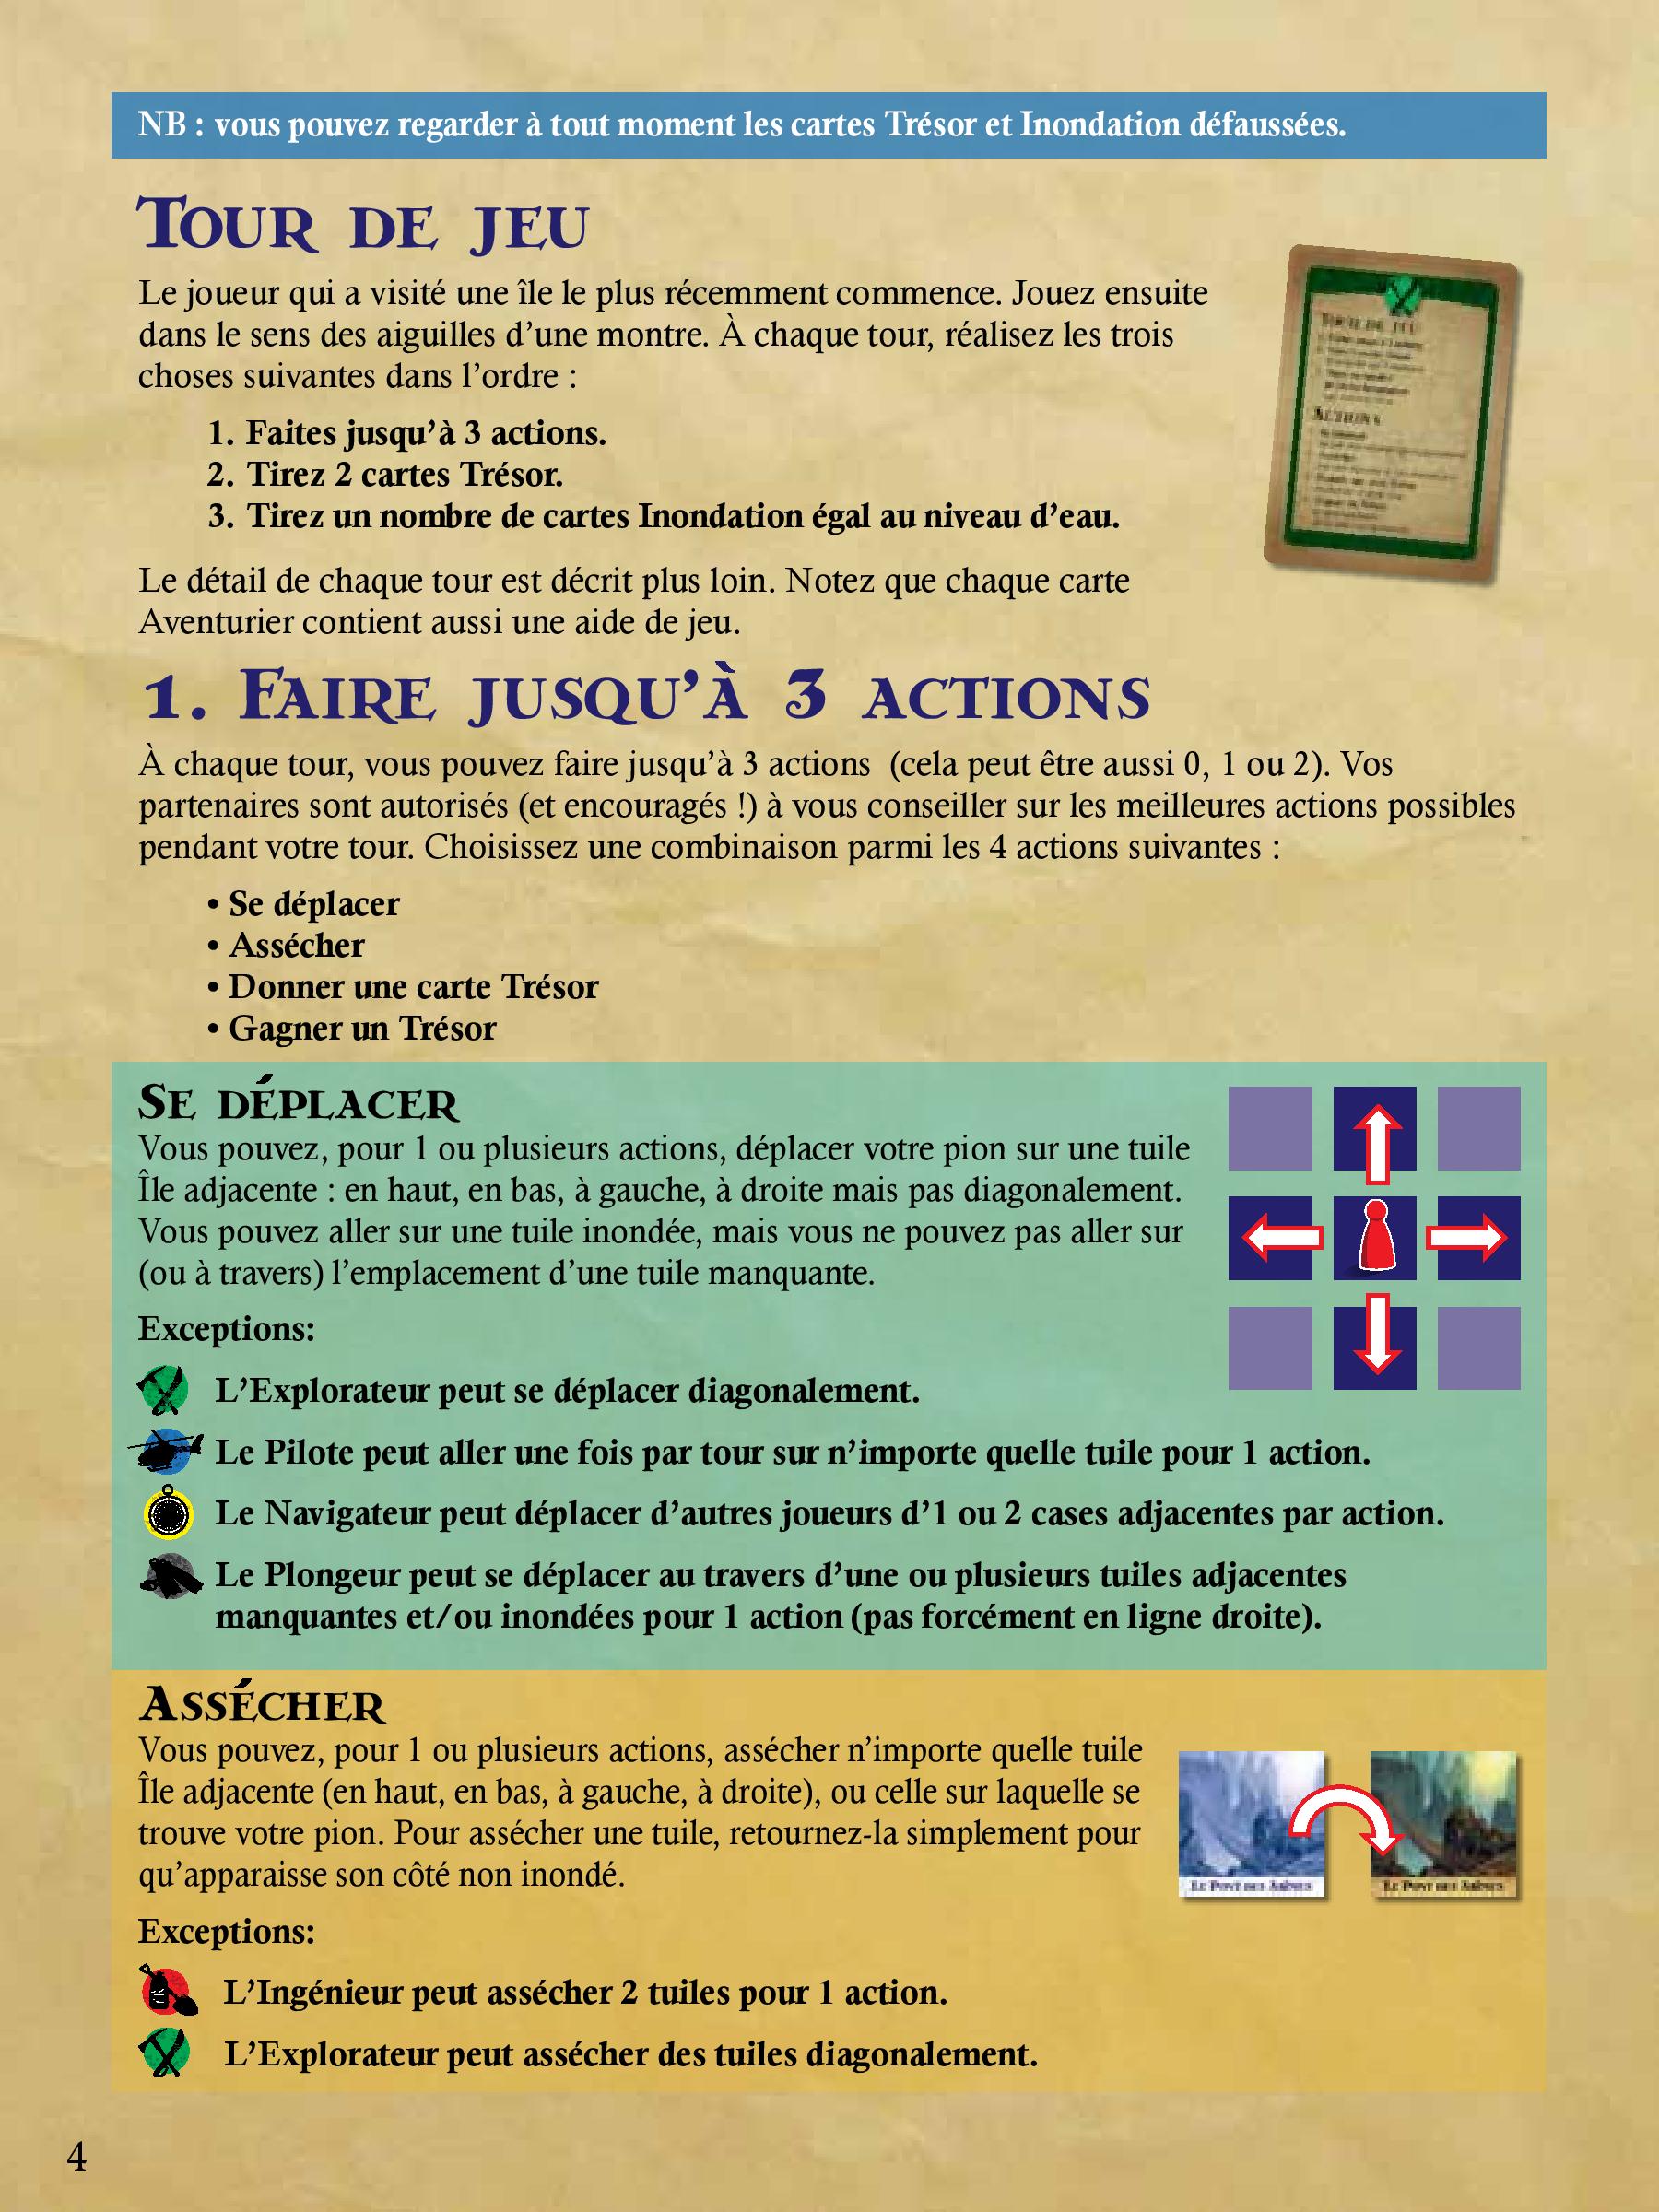 NB : vous pouvez regarder à tout moment les cartes Trésor et Inondation défaussées.
Tour de jeu
Le joueur qui a visité une île le plus récemment commence. Jouez ensuite
dans le sens des aiguilles d’une montre. À chaque tour, réalisez les trois
choses suivantes dans l’ordre :
1. Faites jusqu’à 3 actions.
2. Tirez 2 cartes Trésor.
3. Tirez un nombre de cartes Inondation égal au niveau d’eau.
Le détail de chaque tour est décrit plus loin. Notez que chaque carte
Aventurier contient aussi une aide de jeu.
Tour de jeu
Actions
1. Faire jusqu’à 3 actions
À chaque tour, vous pouvez faire jusqu’à 3 actions  (cela peut être aussi 0, 1 ou 2). Vos
partenaires sont autorisés (et encouragés !) à vous conseiller sur les meilleures actions possibles
pendant votre tour. Choisissez une combinaison parmi les 4 actions suivantes :
• Se déplacer
• Assécher
• Donner une carte Trésor
• Gagner un Trésor
Se déplacer
Vous pouvez, pour 1 ou plusieurs actions, déplacer votre pion sur une tuile
Île adjacente : en haut, en bas, à gauche, à droite mais pas diagonalement.
Vous pouvez aller sur une tuile inondée, mais vous ne pouvez pas aller sur
(ou à travers) l’emplacement d’une tuile manquante.
Exceptions:
L’Explorateur peut se déplacer diagonalement.
Le Pilote peut aller une fois par tour sur n’importe quelle tuile pour 1 action.
Le Navigateur peut déplacer d’autres joueurs d’1 ou 2 cases adjacentes par action.
Le Plongeur peut se déplacer au travers d’une ou plusieurs tuiles adjacentes
manquantes et/ou inondées pour 1 action (pas forcément en ligne droite).
Assécher
Vous pouvez, pour 1 ou plusieurs actions, assécher n’importe quelle tuile
Île adjacente (en haut, en bas, à gauche, à droite), ou celle sur laquelle se
trouve votre pion. Pour assécher une tuile, retournez-la simplement pour
qu’apparaisse son côté non inondé.
Le Pont des Abîmes
Le Pont des Abîmes
Exceptions:
L’Ingénieur peut assécher 2 tuiles pour 1 action.
L’Explorateur peut assécher des tuiles diagonalement.
4